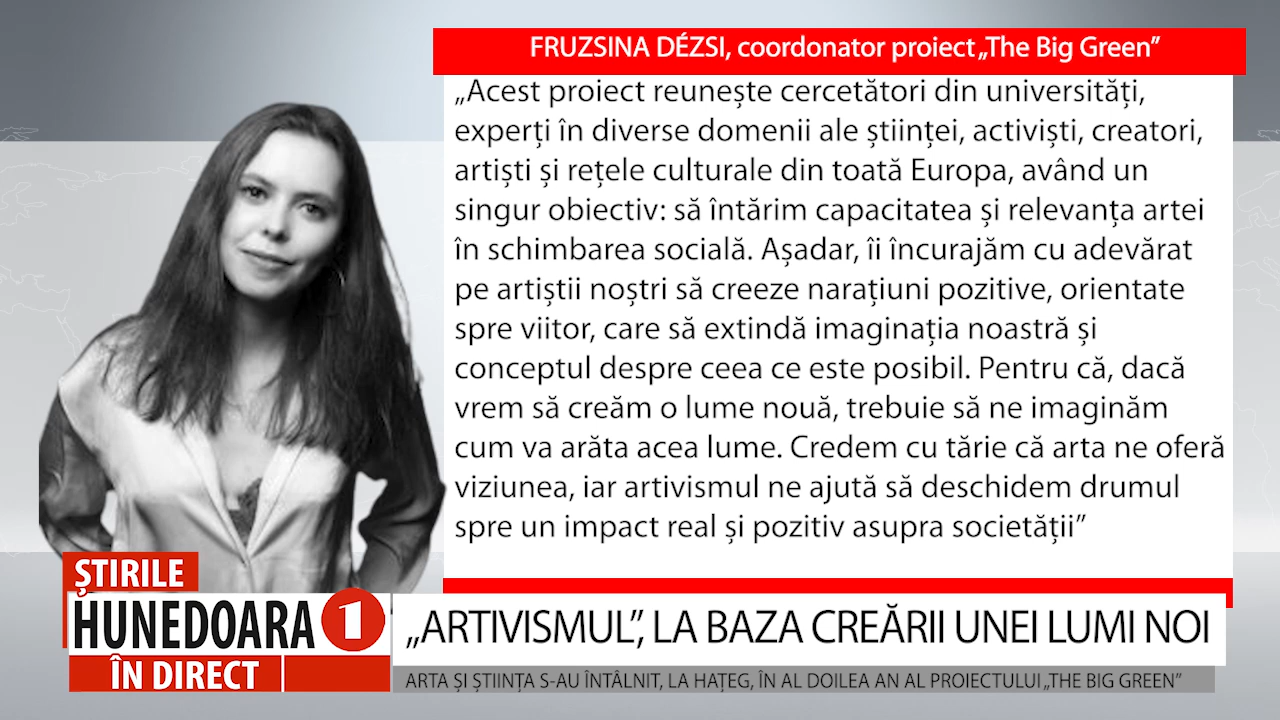 FRUZSINA DÉZSI, coordonator proiect „The Big Green”
„Acest proiect reunește cercetători din universități,
experți în diverse domenii ale științei, activiști, creatori,
artiști și rețele culturale din toată Europa, având un
singur obiectiv: să întărim capacitatea și relevanța artei
în schimbarea socială. Așadar, îi încurajăm cu adevărat
pe artiștii noștri să creeze narațiuni pozitive, orientate
spre viitor, care să extindă imaginația noastră și
conceptul despre ceea ce este posibil. Pentru că, dacă
vrem să creăm o lume nouă, trebuie să ne imaginăm
cum va arăta acea lume. Credem cu tărie că arta ne oferă
viziunea, iar artivismul ne ajută să deschidem drumul
spre un impact real și pozitiv asupra societății”
ȘTIRILE
HUNEDOARA 1
ÎN DIRECT
„ARTIVISMUL”, LA BAZA CREĂRII UNEI LUMI NOI
ARTA ȘI ȘTIINȚA S-AU ÎNTÂLNIT, LA HAȚEG, ÎN AL DOILEA AN AL PROIECTULUI „THE BIG GREEN”